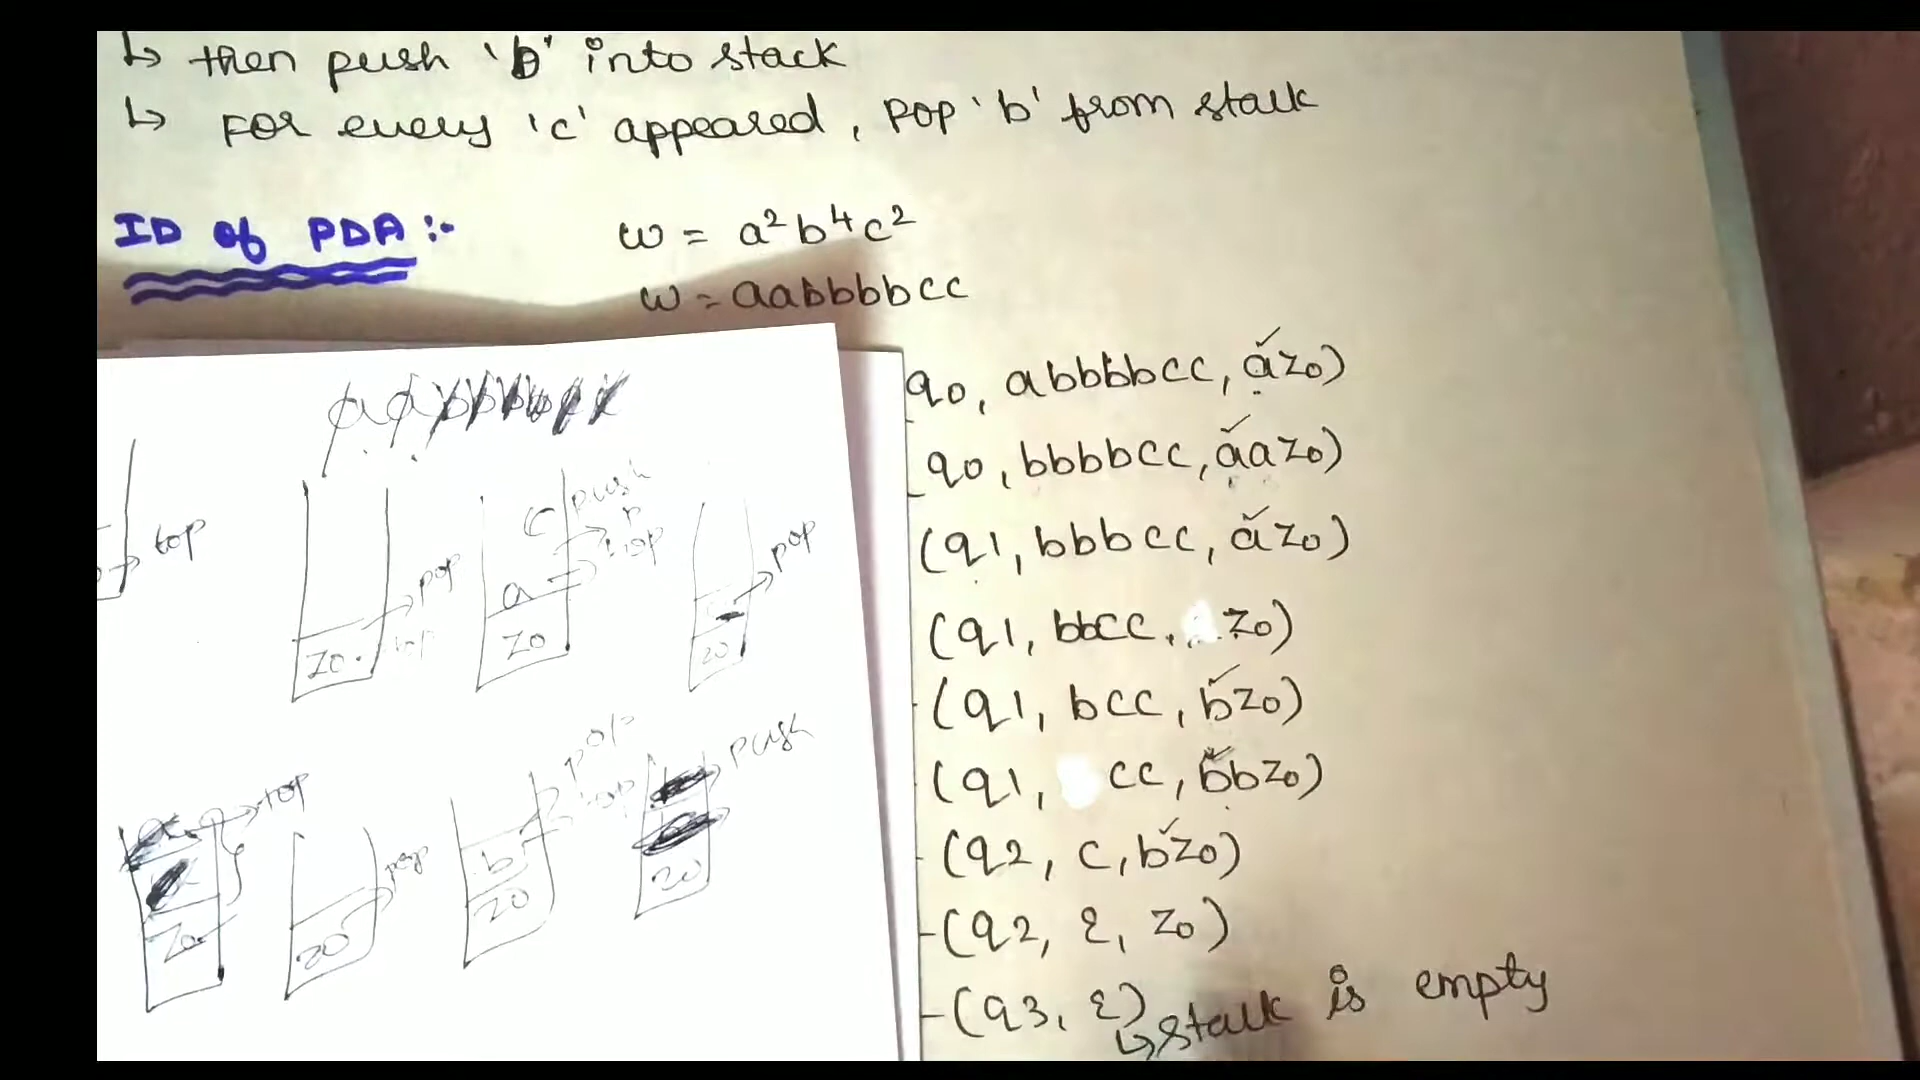 ↳ then push 'b' into stack
↳ For every 'c' appeared, pop 'b' from stack
ID of PDA :-
w = a²b⁴c²
w = aabbbbcc
q0, abbbbcc, az0)
q0, bbbbcc, aaz0)
(q1, bbbcc, az0)
(q1, bbcc, z0)
(q1, bcc, bz0)
(q1, cc, bbz0)
(q2, c, bz0)
(q2, ε, z0)
(q3, ε)
↳ stack is empty
aabbbbcc
top
z0
pop
a
z0
push
top
z0
pop
z0
top
z0
pop
b
z0
pop
z0
push